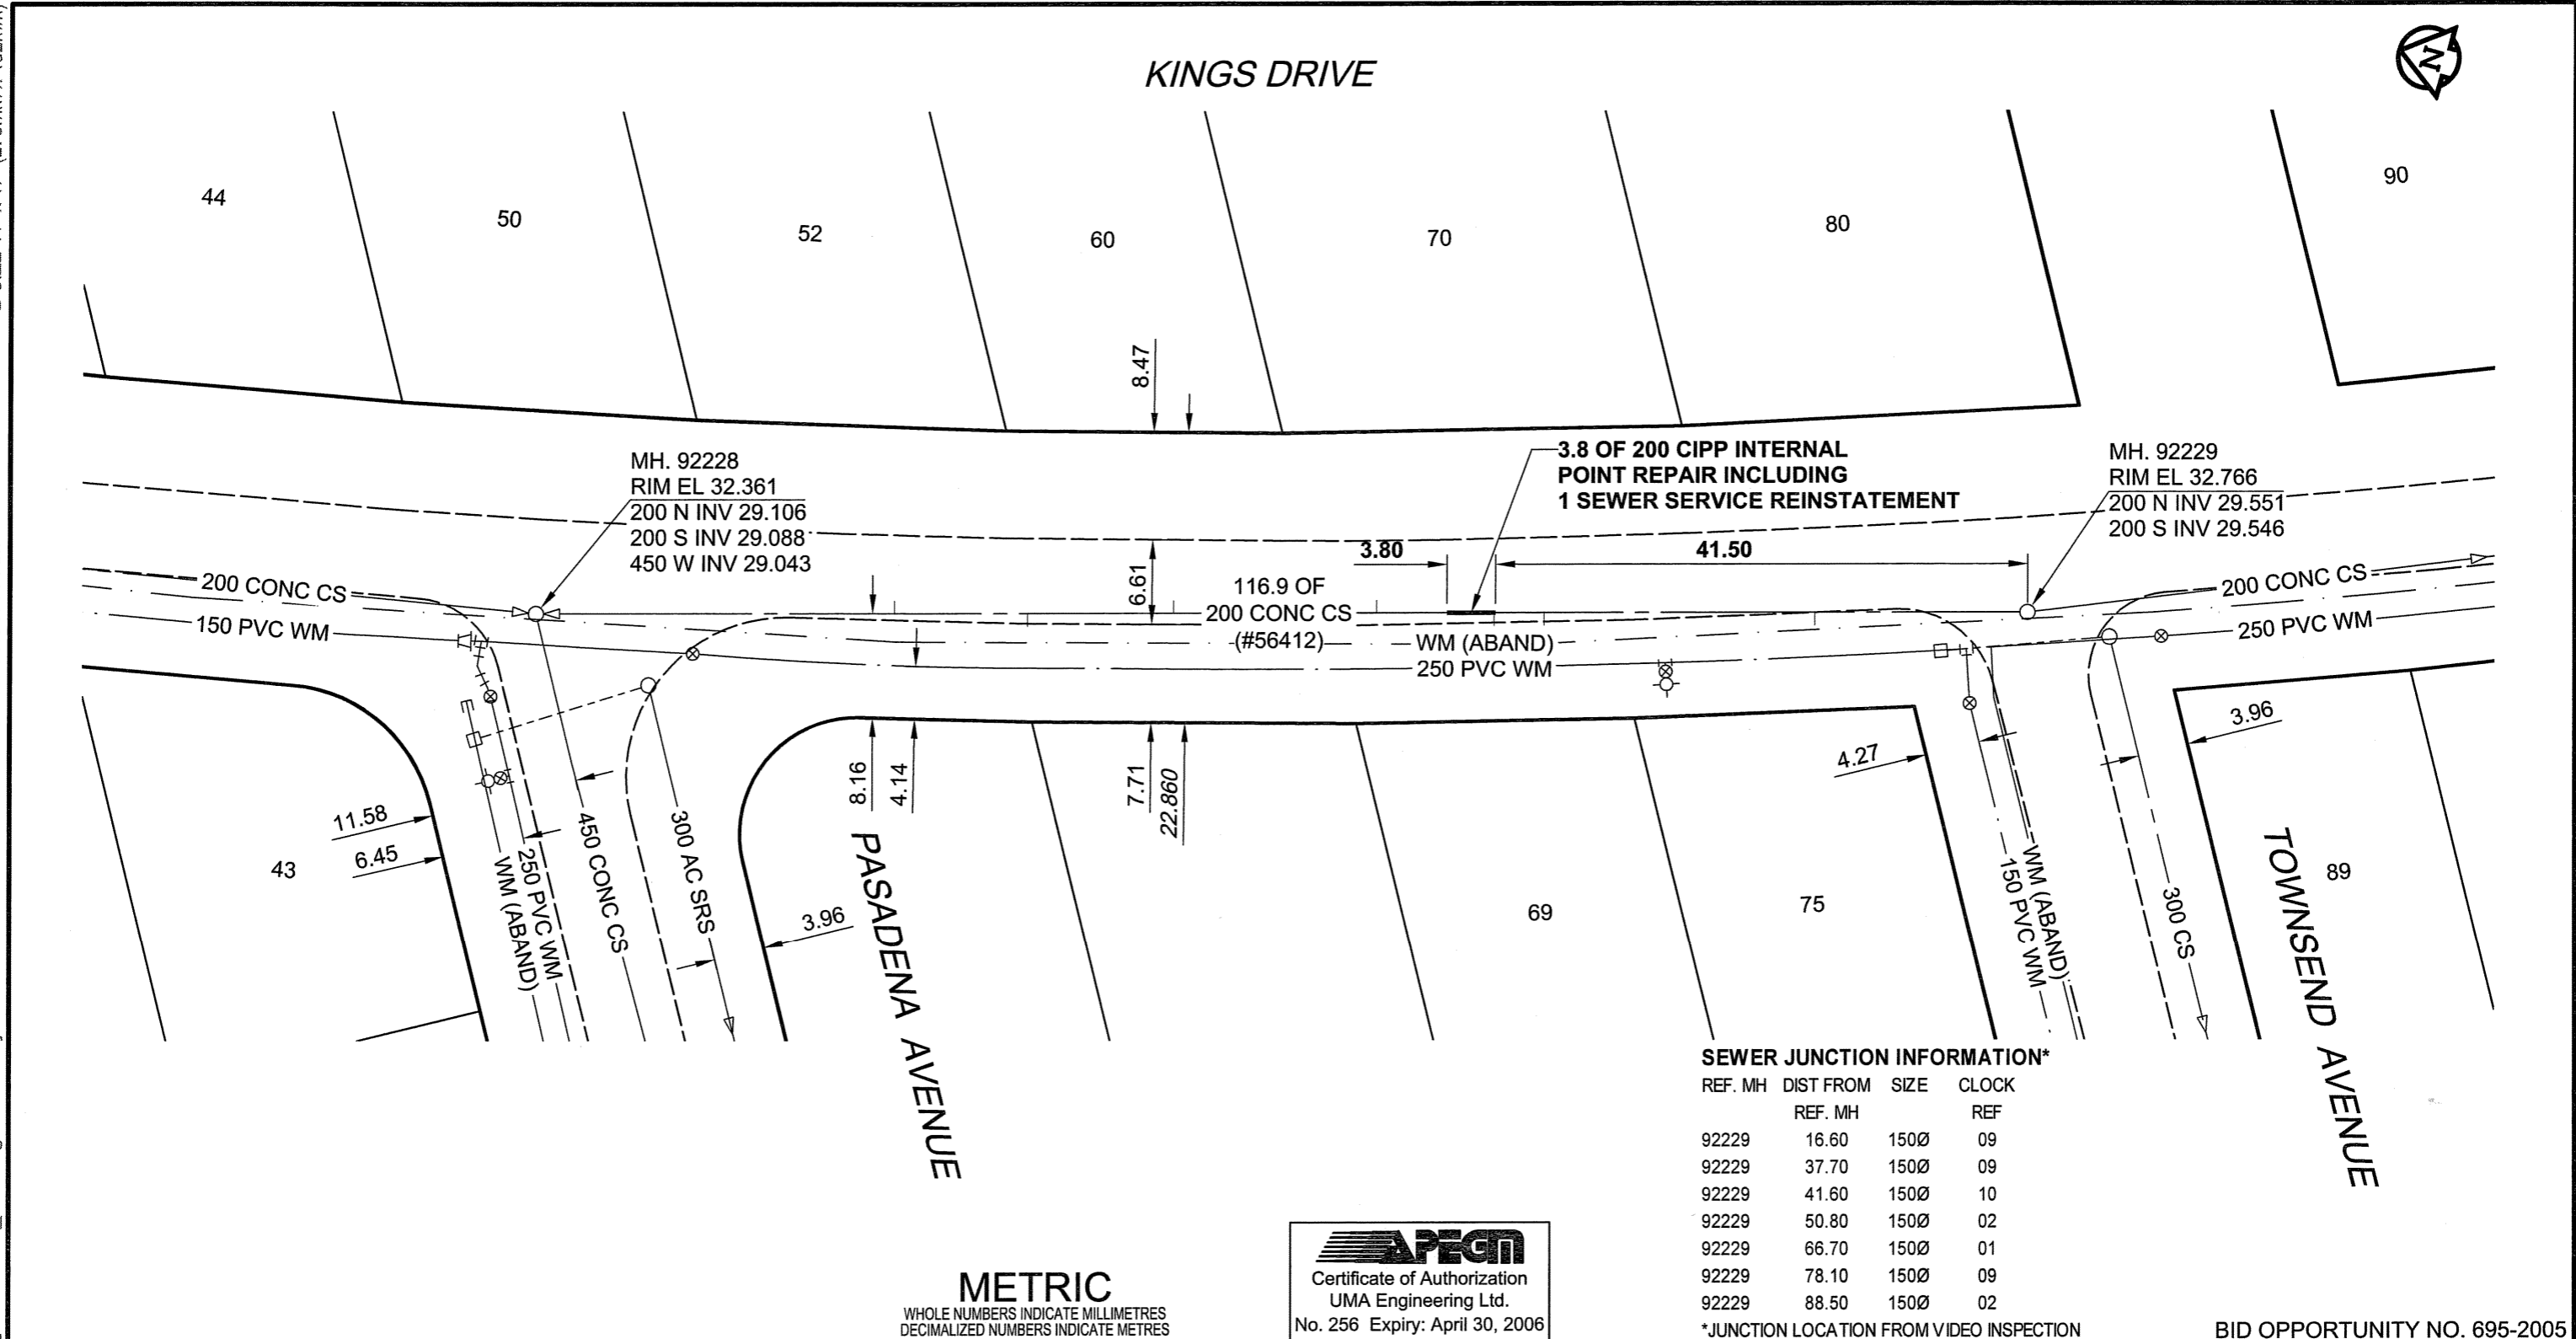 KINGS DRIVE
N
44
50
52
60
70
80
90
8.47
MH. 92228
RIM EL 32.361
200 N INV 29.106
200 S INV 29.088
450 W INV 29.043
3.8 OF 200 CIPP INTERNAL
POINT REPAIR INCLUDING
1 SEWER SERVICE REINSTATEMENT
MH. 92229
RIM EL 32.766
200 N INV 29.551
200 S INV 29.546
3.80
41.50
6.61
116.9 OF
200 CONC CS
(#56412)
200 CONC CS
150 PVC WM
WM (ABAND)
250 PVC WM
200 CONC CS
250 PVC WM
8.16
4.14
7.71
22.860
4.27
3.96
11.58
6.45
43
3.96
250 PVC WM
WM (ABAND)
450 CONC CS
300 AC SRS
PASADENA AVENUE
69
75
WM (ABAND)
150 PVC WM
300 CS
TOWNSEND AVENUE
89
SEWER JUNCTION INFORMATION*
REF. MH DIST FROM SIZE CLOCK
REF. MH REF
92229 16.60 150Ø 09
92229 37.70 150Ø 09
92229 41.60 150Ø 10
92229 50.80 150Ø 02
92229 66.70 150Ø 01
92229 78.10 150Ø 09
92229 88.50 150Ø 02
*JUNCTION LOCATION FROM VIDEO INSPECTION
METRIC
WHOLE NUMBERS INDICATE MILLIMETRES
DECIMALIZED NUMBERS INDICATE METRES
APEGM
Certificate of Authorization
UMA Engineering Ltd.
No. 256 Expiry: April 30, 2006
BID OPPORTUNITY NO. 695-2005